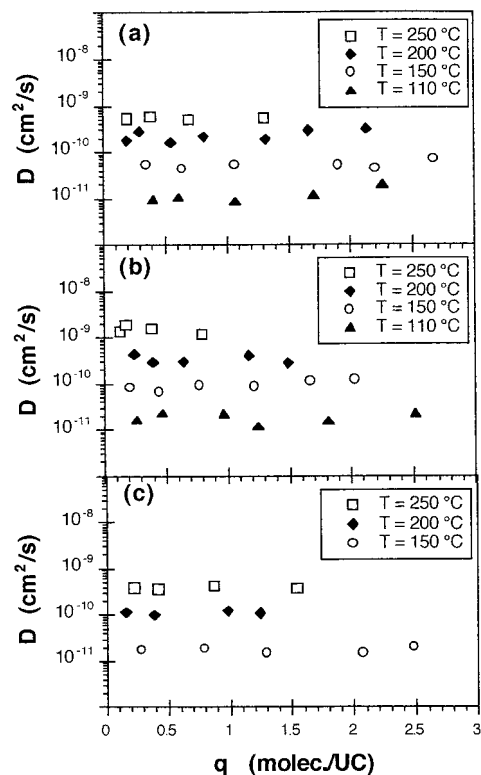 (a)
T = 250 °C
T = 200 °C
T = 150 °C
T = 110 °C
10⁻⁸
10⁻⁹
10⁻¹⁰
10⁻¹¹
D (cm²/s)
(b)
T = 250 °C
T = 200 °C
T = 150 °C
T = 110 °C
10⁻⁸
10⁻⁹
10⁻¹⁰
10⁻¹¹
D (cm²/s)
(c)
T = 250 °C
T = 200 °C
T = 150 °C
10⁻⁸
10⁻⁹
10⁻¹⁰
10⁻¹¹
D (cm²/s)
0 0.5 1 1.5 2 2.5 3
q (molec./UC)